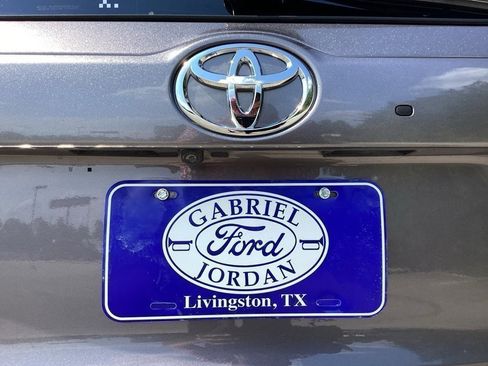 GABRIEL
Ford
JORDAN
Livingston, TX